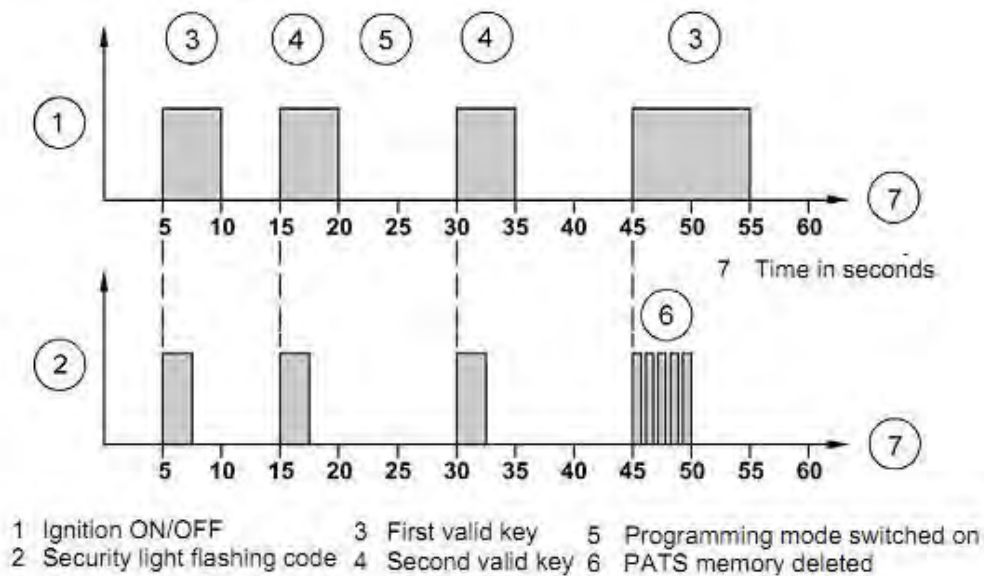 3 4 5 4 3
1
5 10 15 20 25 30 35 40 45 50 55 60
7
7 Time in seconds
6
2
5 10 15 20 25 30 35 40 45 50 55 60
7
1 Ignition ON/OFF 3 First valid key 5 Programming mode switched on
2 Security light flashing code 4 Second valid key 6 PATS memory deleted